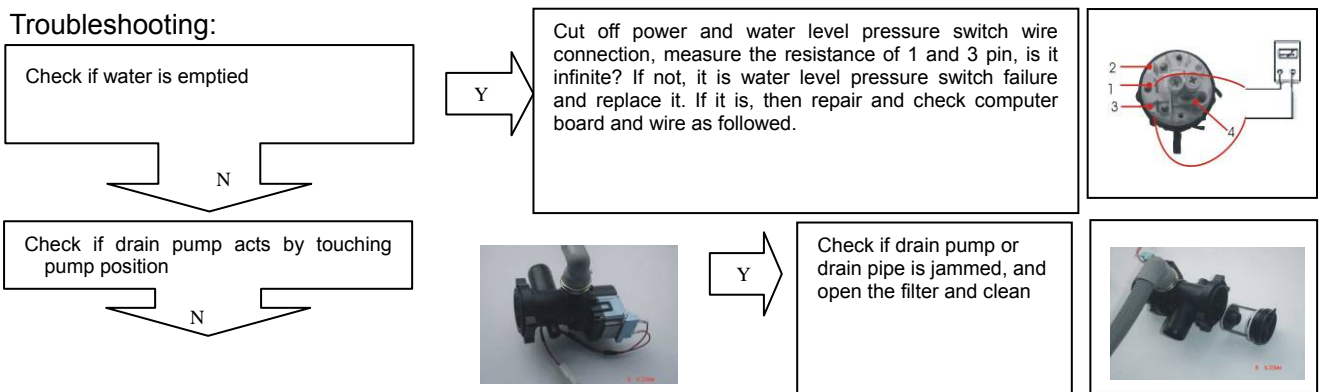 Troubleshooting:
Check if water is emptied
Y
Cut off power and water level pressure switch wire
connection, measure the resistance of 1 and 3 pin, is it
infinite? If not, it is water level pressure switch failure
and replace it. If it is, then repair and check computer
board and wire as followed.
2
1
3
4
N
Check if drain pump acts by touching
pump position
Y
Check if drain pump or
drain pipe is jammed, and
open the filter and clean
N